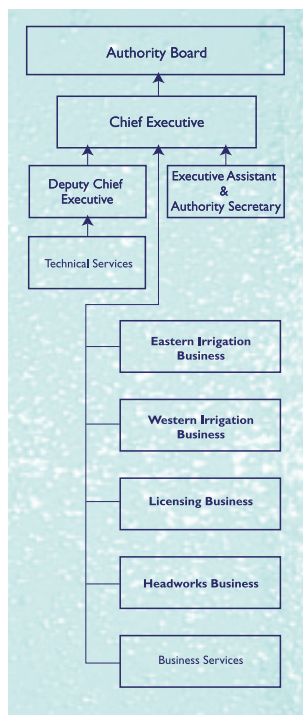 Authority Board
Chief Executive
Deputy Chief
Executive
Executive Assistant
&
Authority Secretary
Technical Services
Eastern Irrigation
Business
Western Irrigation
Business
Licensing Business
Headworks Business
Business Services